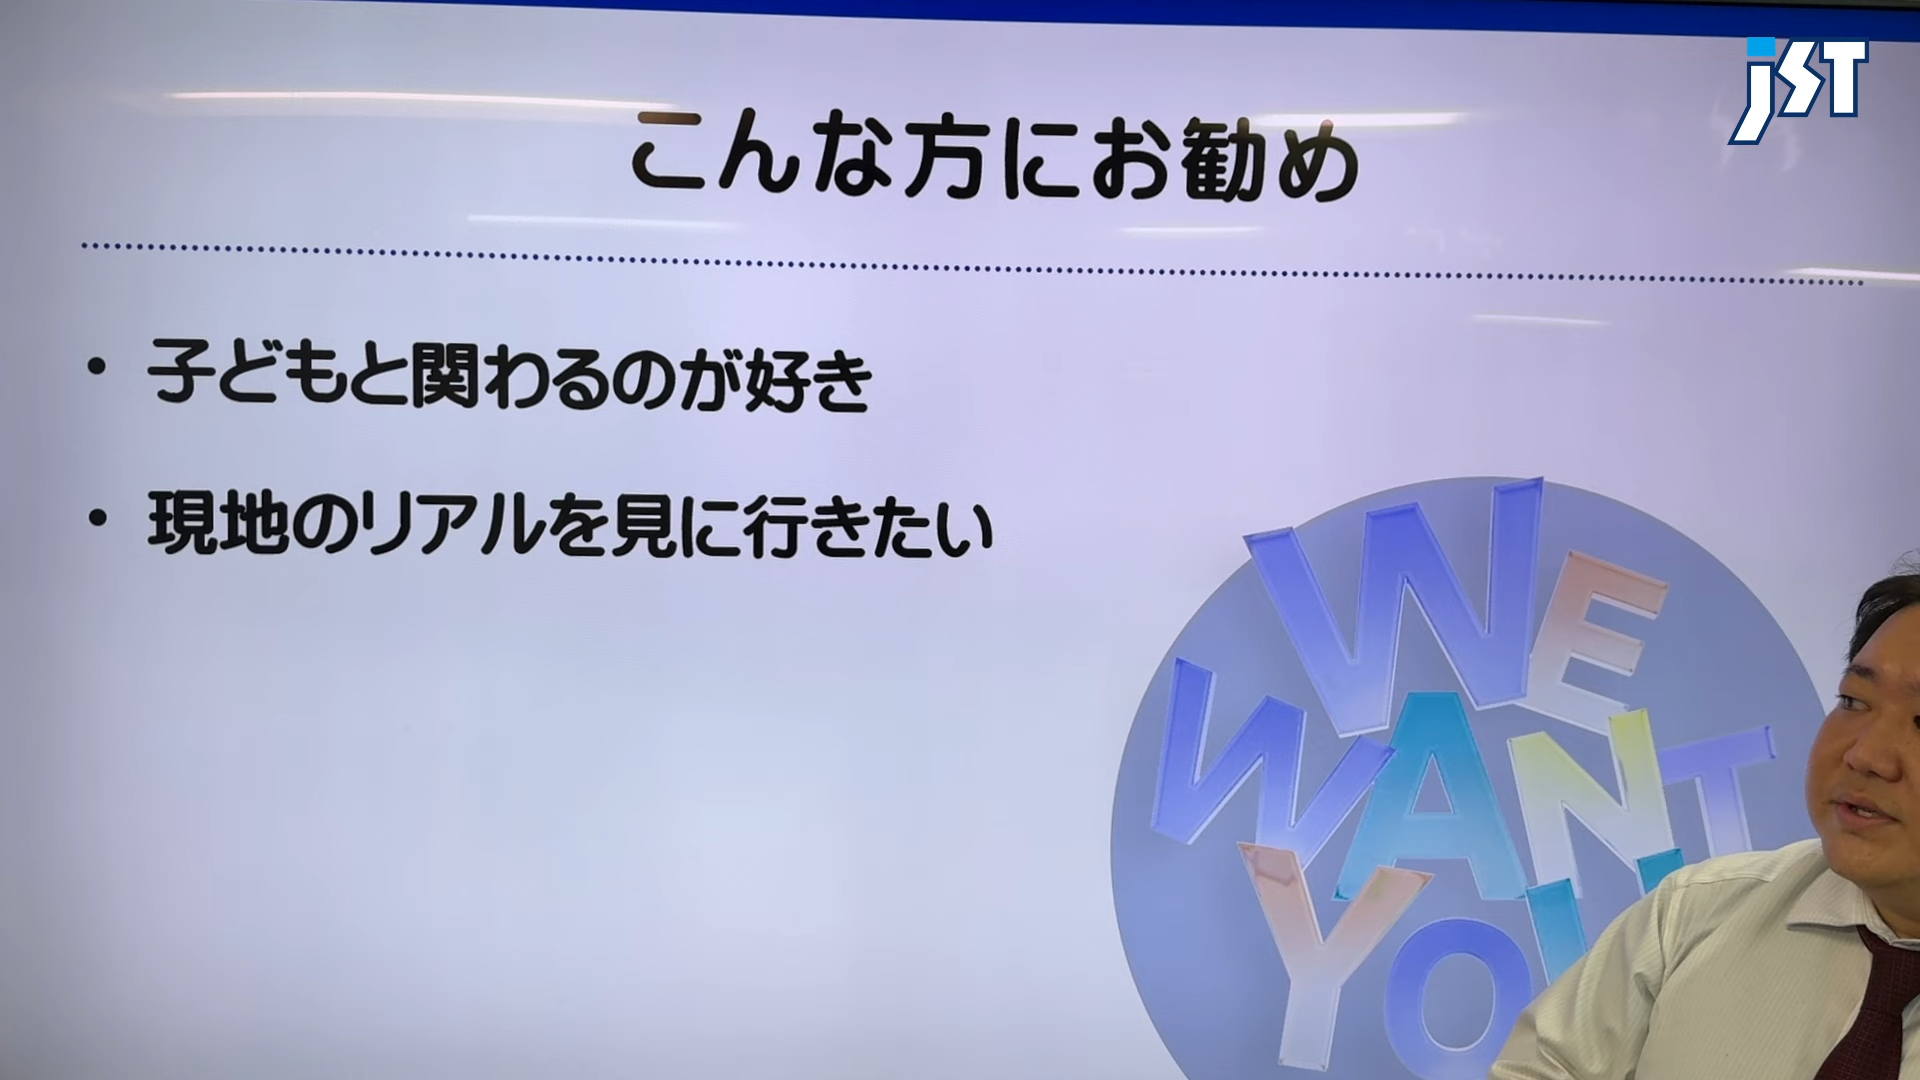 JST
こんな方にお勧め
• 子どもと関わるのが好き
• 現地のリアルを見に行きたい
WE
WANT
YOU